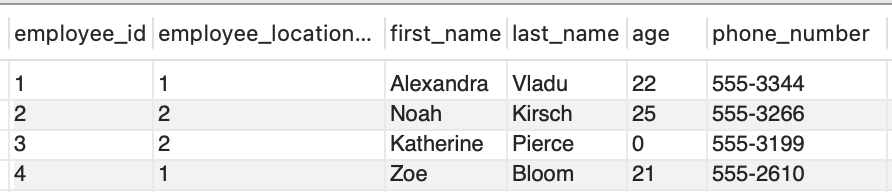 employee_id employee_location... first_name last_name age phone_number
1 1 Alexandra Vladu 22 555-3344
2 2 Noah Kirsch 25 555-3266
3 2 Katherine Pierce 0 555-3199
4 1 Zoe Bloom 21 555-2610